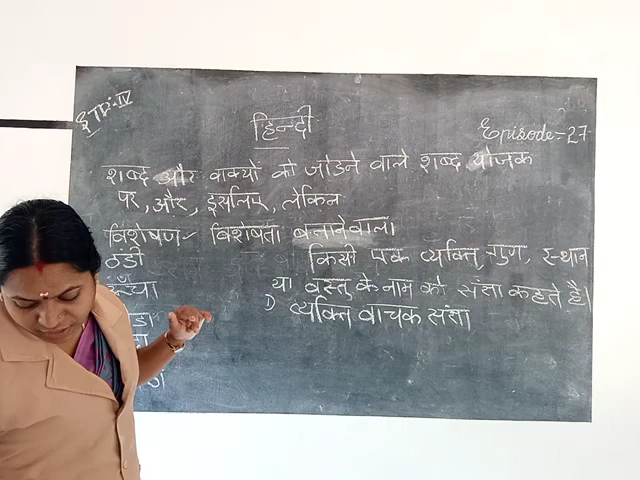 STD:-IV
हिन्दी
Episode-27
शब्द और वाक्यों को जोडने वाले शब्द योजक
पर, और, इसलिए, लेकिन
विशेषण - विशेषता बतानेवाला
ठंडी
किसी एक व्यक्ति, गुण, स्थान
ऊँचा
या वस्तु के नाम को संज्ञा कहते है।
1) व्यक्ति वाचक संज्ञा